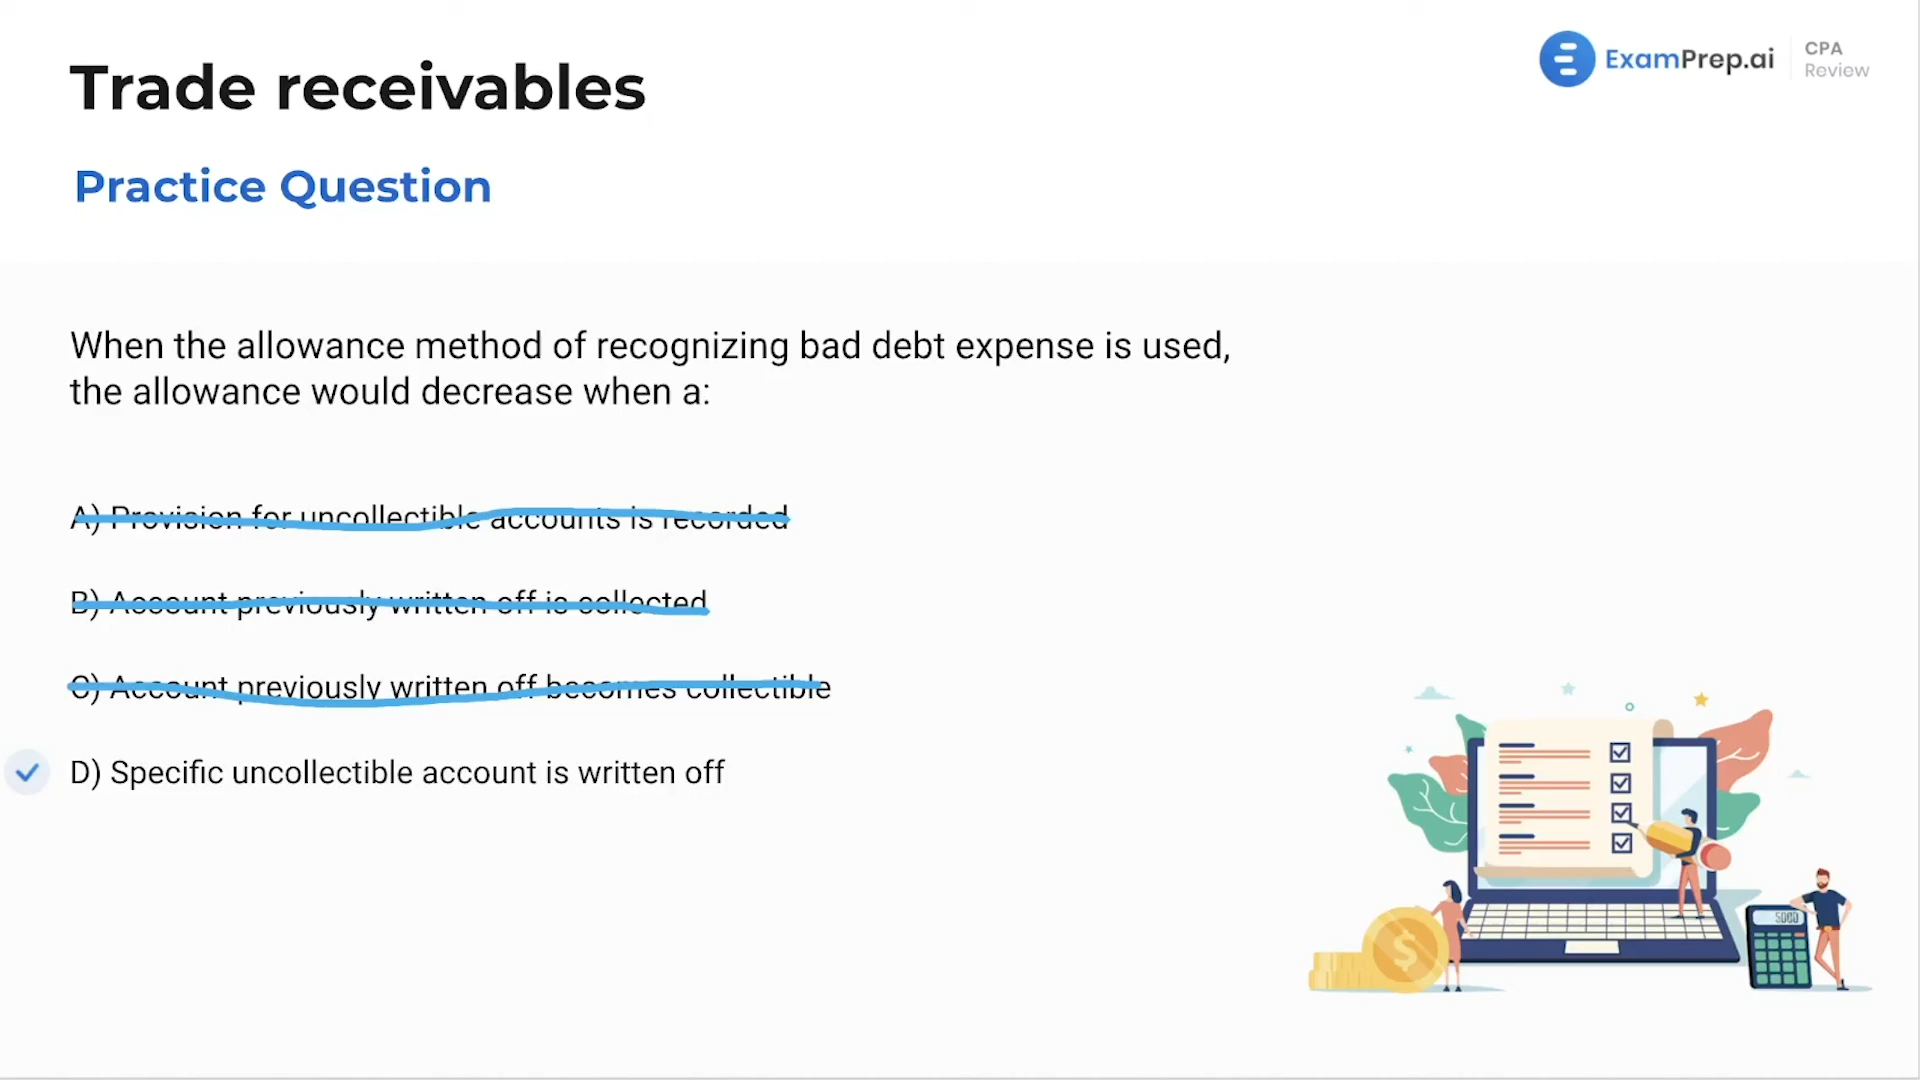 Trade receivables
ExamPrep.ai
CPA
Review
Practice Question
When the allowance method of recognizing bad debt expense is used,
the allowance would decrease when a:
A) Provision for uncollectible accounts is recorded
B) Account previously written off is collected
C) Account previously written off becomes collectible
D) Specific uncollectible account is written off
$
5000